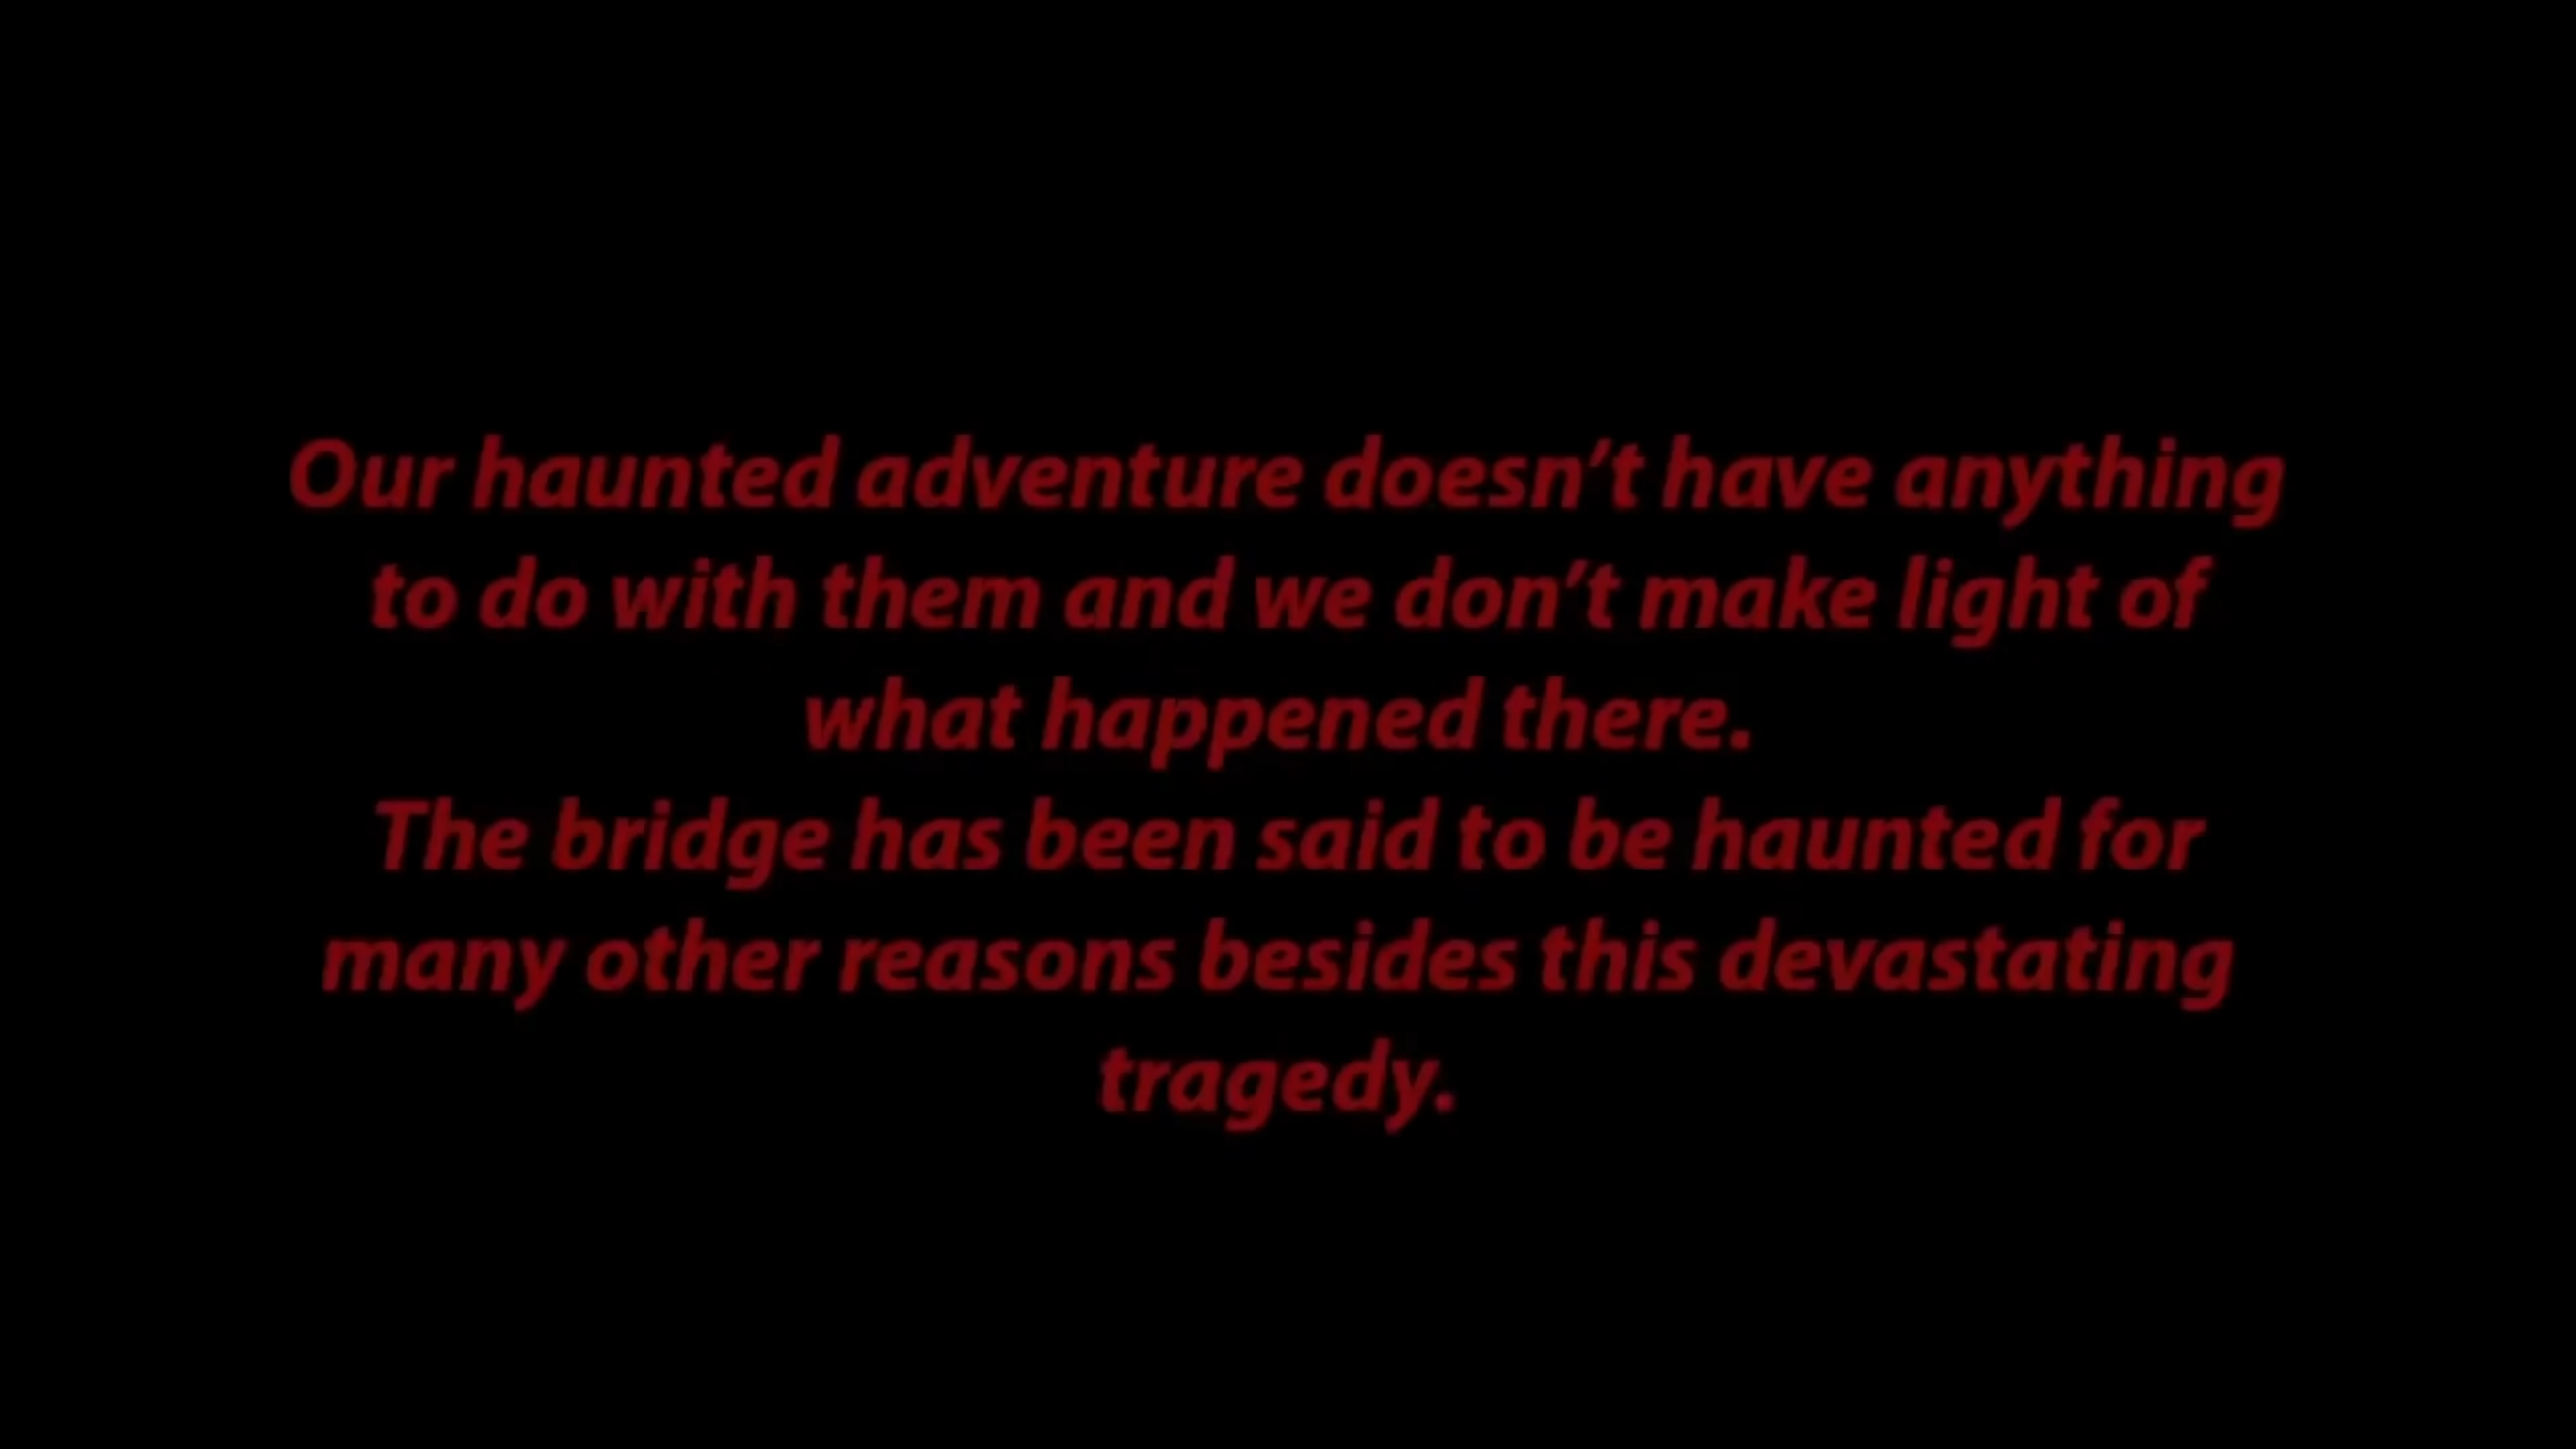 Our haunted adventure doesn’t have anything
to do with them and we don’t make light of
what happened there.
The bridge has been said to be haunted for
many other reasons besides this devastating
tragedy.